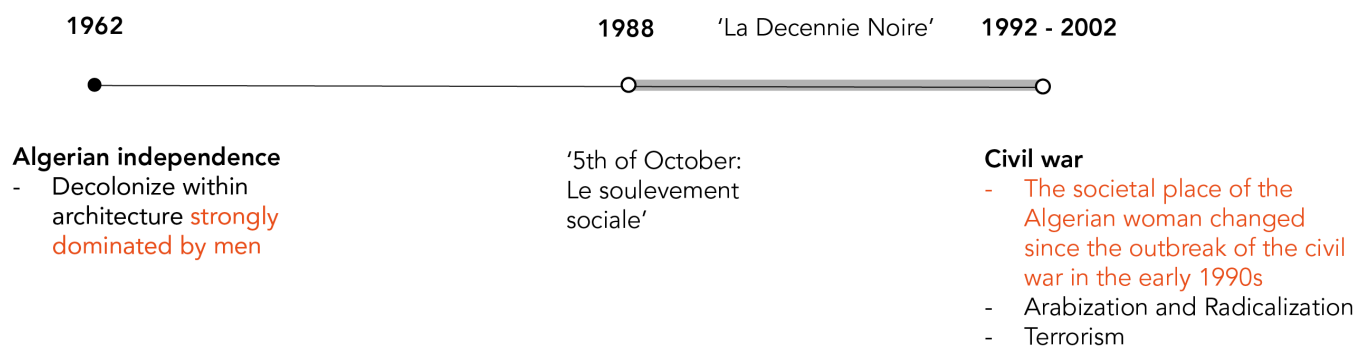 1962
1988
‘La Decennie Noire’
1992 - 2002
Algerian independence
- Decolonize within
architecture strongly
dominated by men
‘5th of October:
Le soulevement
sociale’
Civil war
- The societal place of the
Algerian woman changed
since the outbreak of the civil
war in the early 1990s
- Arabization and Radicalization
- Terrorism